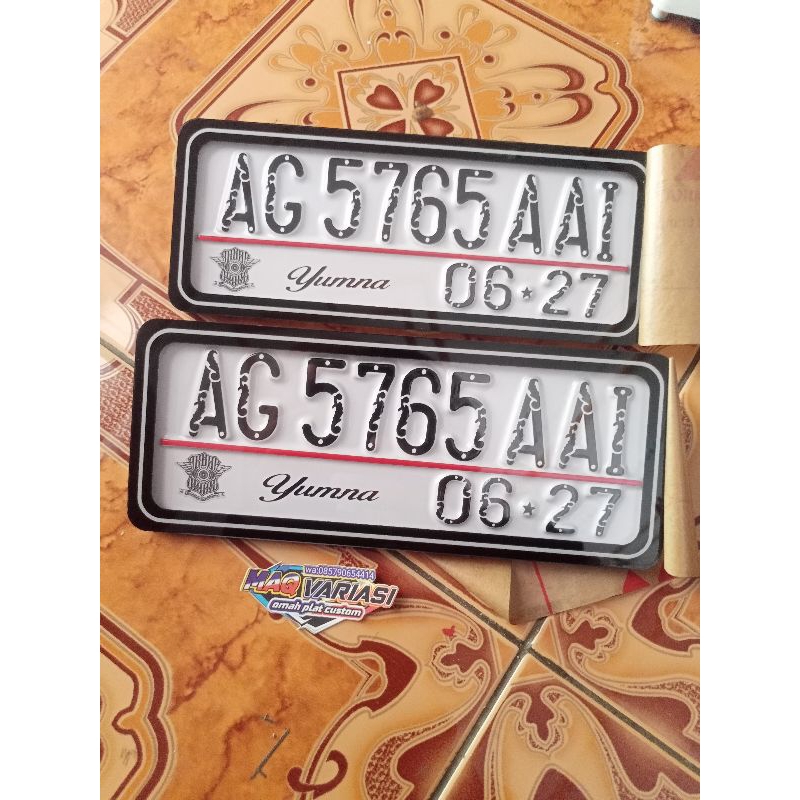 AG 5765 AAI
Yumna 06★27
AG 5765 AAI
Yumna 06★27
wa:085790654414
MAQ VARIASI
omah plat custom